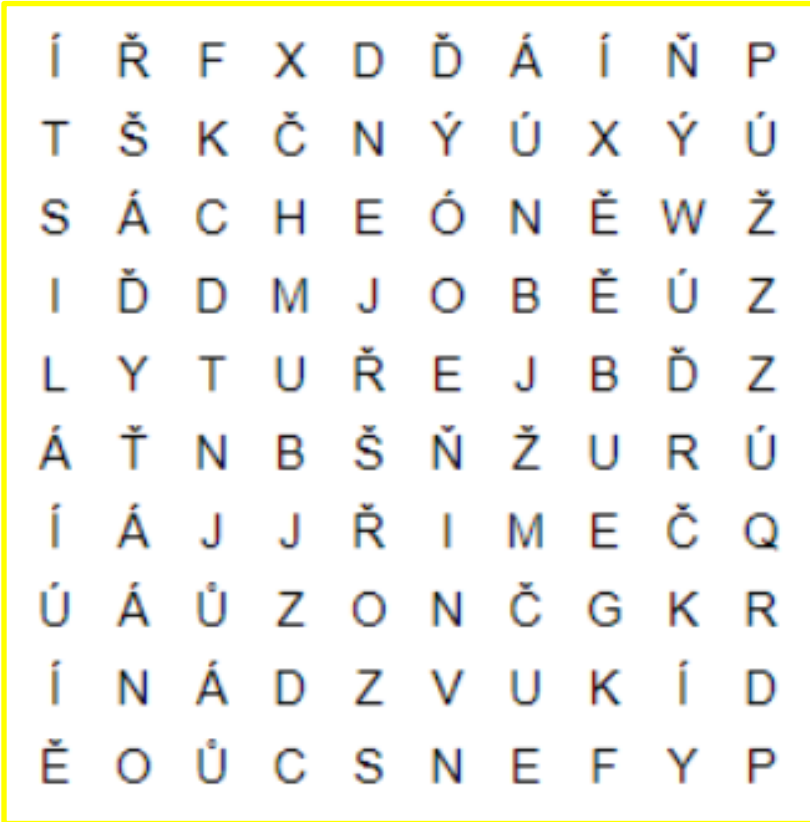 Í Ř F X D Ď Á Í Ň P
T Š K Č N Ý Ú X Ý Ú
S Á C H E Ó N Ě W Ž
I Ď D M J O B Ě Ú Z
L Y T U Ř E J B Ď Z
Á Ť N B Š Ň Ž U R Ú
Í Á J J Ř I M E Č Q
Ú Á Ů Z O N Č G K R
Í N Á D Z V U K Í D
Ě O Ů C S N E F Y P